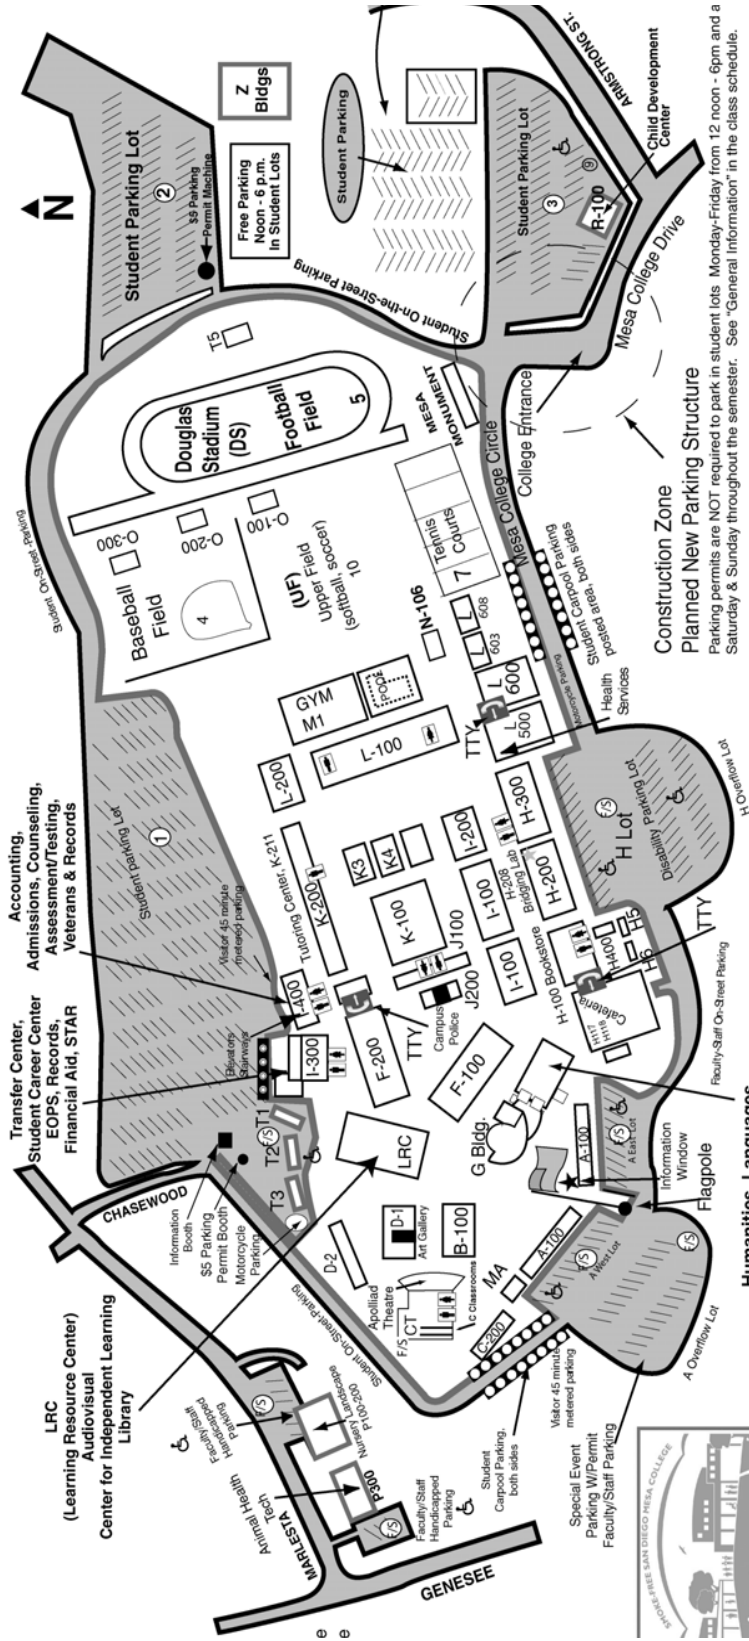 N
Student Parking Lot
2
$5 Parking
Permit Machine
Z
Bldgs
Free Parking
Noon - 6 p.m.
In Student Lots
Student Parking
ARMSTRONG ST.
Student Parking Lot
3
6
R-100
Child Development
Center
Mesa College Drive
Student On-the-Street Parking
T5
Douglas
Stadium
(DS)
Football
Field
5
MESA
MONUMENT
Mesa College Circle
College Entrance
Construction Zone
Planned New Parking Structure
Parking permits are NOT required to park in student lots Monday-Friday from 12 noon - 6pm and a
Saturday & Sunday throughout the semester. See "General Information" in the class schedule.
Student On-Street-Parking
O-300
O-200
O-100
Baseball
Field
4
(UF)
Upper Field
(softball, soccer)
10
Tennis
Courts
7
N-106
L
608
L
603
L
600
L
500
TTY
Student Carpool Parking
posted area, both sides
Motorcycle Parking
Health
Services
GYM
M1
POOL
L-100
L-200
Student parking Lot
1
Accounting,
Admissions, Counseling,
Assessment/Testing,
Veterans & Records
Visitor 45 minute
metered parking
Tutoring Center, K-211
K-200
K3
K4
K-100
I-200
I-100
I-100
H-300
H-208
Bridging Lab
H-200
F/S
H Lot
Disability Parking Lot
H Overflow Lot
J100
J200
Campus
Police
TTY
H-100 Bookstore
Cafeteria
H117
H118
H400
H5
H6
TTY
Faculty-Staff On-Street Parking
Transfer Center,
Student Career Center
EOPS, Records,
Financial Aid, STAR
Elevators
Stairways
I-400
I-300
F-200
F-100
G Bldg.
LRC
T1
T2
T3
F/S
CHASEWOOD
Information
Booth
$5 Parking
Permit Booth
Motorcycle
Parking
A-100
F/S
A East Lot
Information
Window
Flagpole
Humanities, Languages
D-2
D-1
Art Gallery
B-100
Apolliad
Theatre
F/S
CT
C Classrooms
MA
A-100
C-200
F/S
A West Lot
F/S
A Overflow Lot
Student On-Street-Parking
Visitor 45 minute
metered parking
Student
Carpool Parking,
both sides
Special Event
Parking W/Permit
Faculty/Staff Parking
LRC
(Learning Resource Center)
Audiovisual
Center for Independent Learning
Library
Faculty/Staff
Handicapped
Parking
F/S
Nursery Landscape
P100-200
Animal Health
Tech
P300
MARLESTA
F/S
Faculty/Staff
Handicapped
Parking
GENESEE
SMOKE-FREE SAN DIEGO MESA COLLEGE
e
e